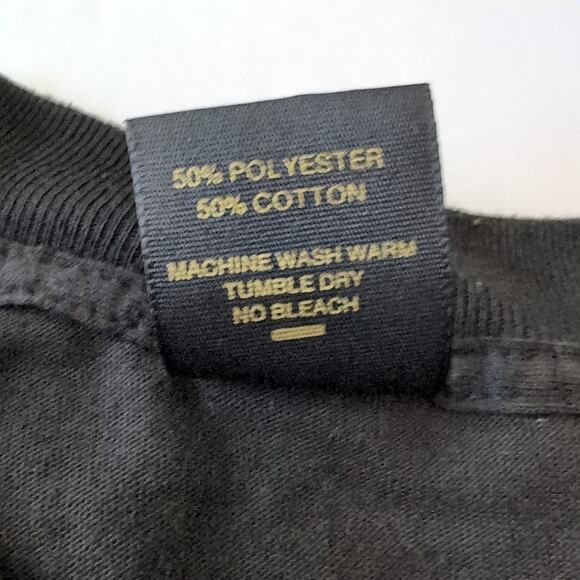 50% POLYESTER
50% COTTON
MACHINE WASH WARM
TUMBLE DRY
NO BLEACH